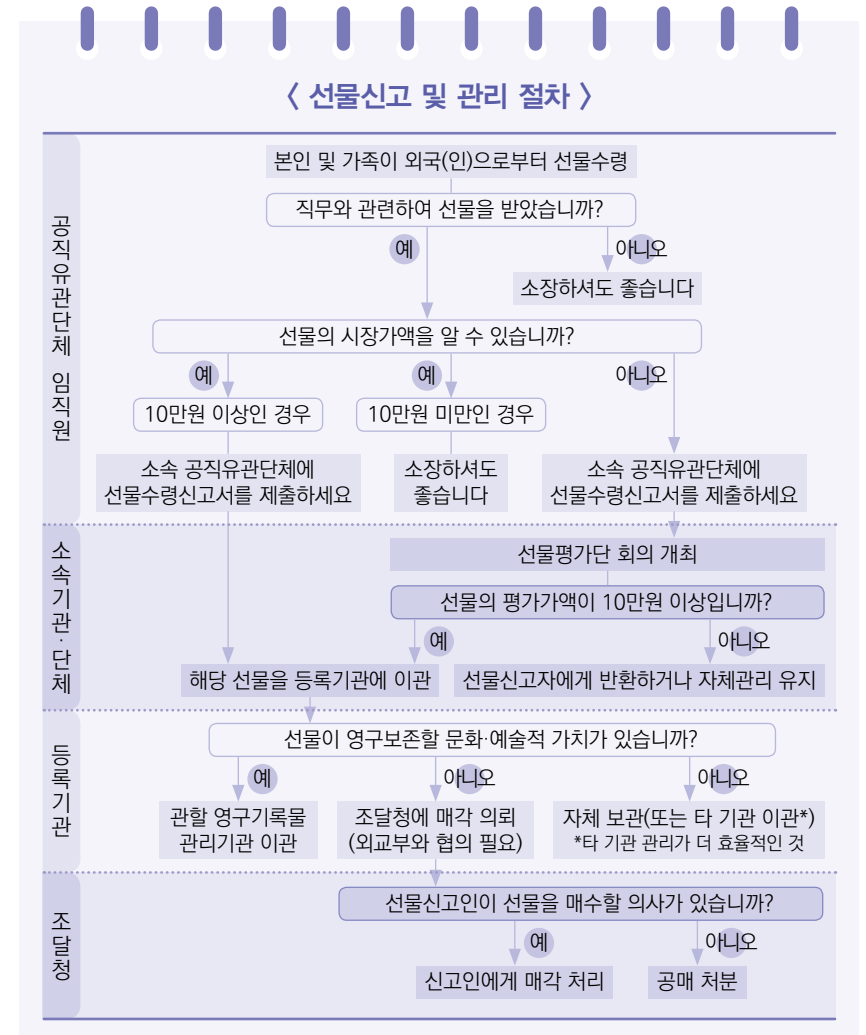 〈 선물신고 및 관리 절차 〉
공직유관단체 임직원
본인 및 가족이 외국(인)으로부터 선물수령
직무와 관련하여 선물을 받았습니까?
예
아니오
소장하셔도 좋습니다
선물의 시장가액을 알 수 있습니까?
예
예
아니오
10만원 이상인 경우
10만원 미만인 경우
소속 공직유관단체에
선물수령신고서를 제출하세요
소장하셔도
좋습니다
소속 공직유관단체에
선물수령신고서를 제출하세요
소속기관·단체
선물평가단 회의 개최
선물의 평가가액이 10만원 이상입니까?
예
아니오
해당 선물을 등록기관에 이관
선물신고자에게 반환하거나 자체관리 유지
등록기관
선물이 영구보존할 문화·예술적 가치가 있습니까?
예
아니오
아니오
관할 영구기록물
관리기관 이관
조달청에 매각 의뢰
(외교부와 협의 필요)
자체 보관(또는 타 기관 이관*)
*타 기관 관리가 더 효율적인 것
조달청
선물신고인이 선물을 매수할 의사가 있습니까?
예
아니오
신고인에게 매각 처리
공매 처분